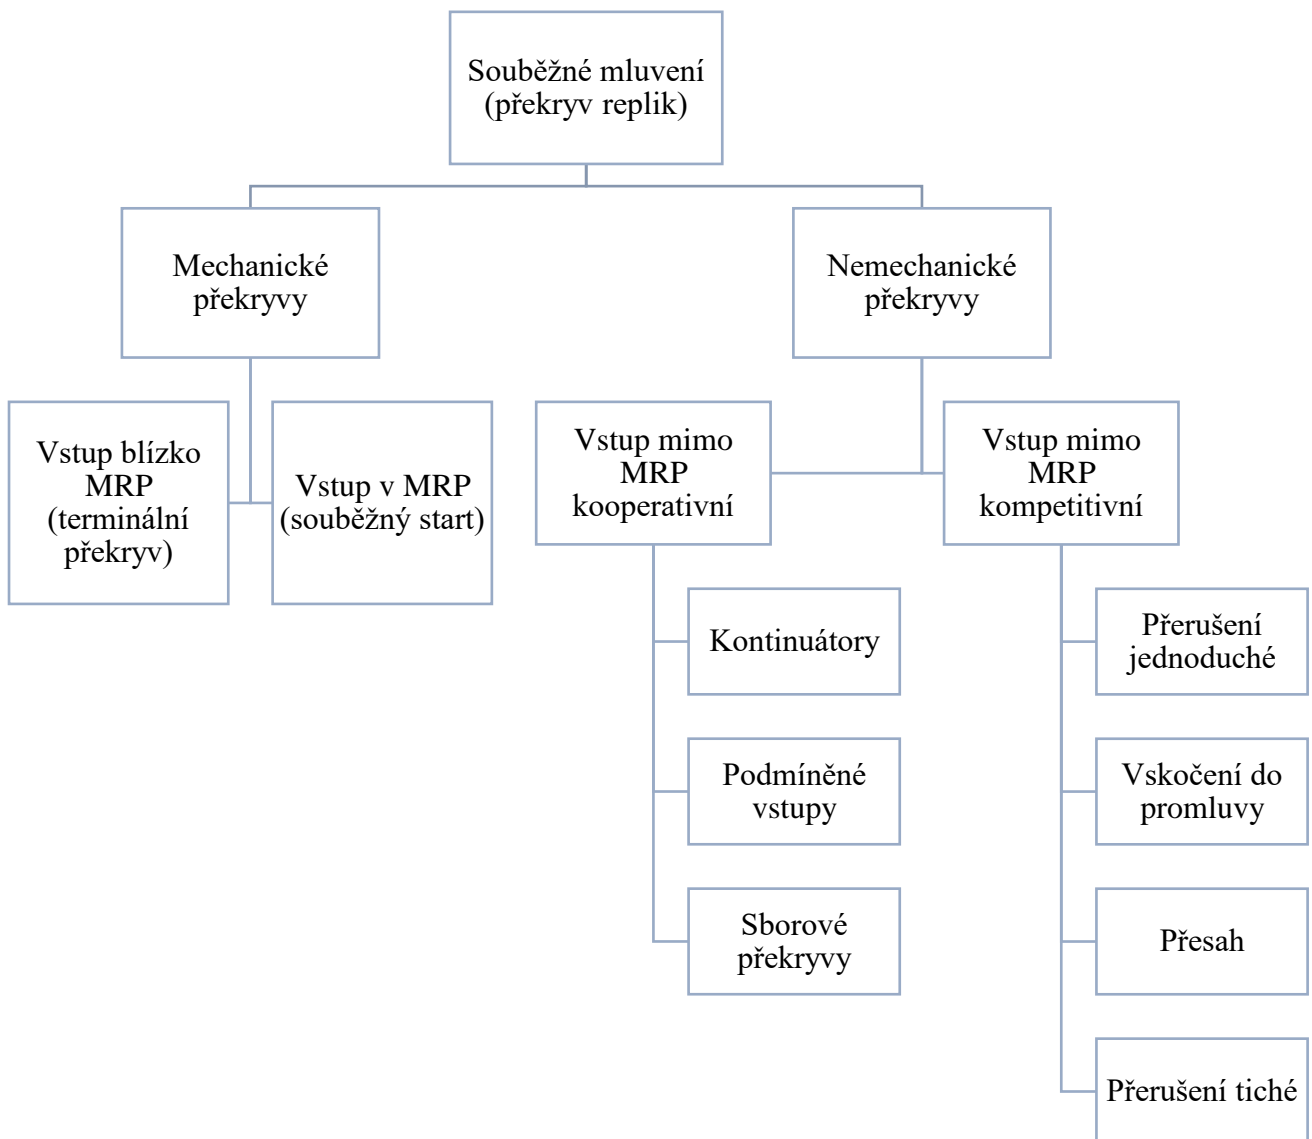 Souběžné mluvení
(překryv replik)
Mechanické
překryvy
Nemechanické
překryvy
Vstup blízko
MRP
(terminální
překryv)
Vstup v MRP
(souběžný start)
Vstup mimo
MRP
kooperativní
Vstup mimo
MRP
kompetitivní
Kontinuátory
Podmíněné
vstupy
Sborové
překryvy
Přerušení
jednoduché
Vskočení do
promluvy
Přesah
Přerušení tiché